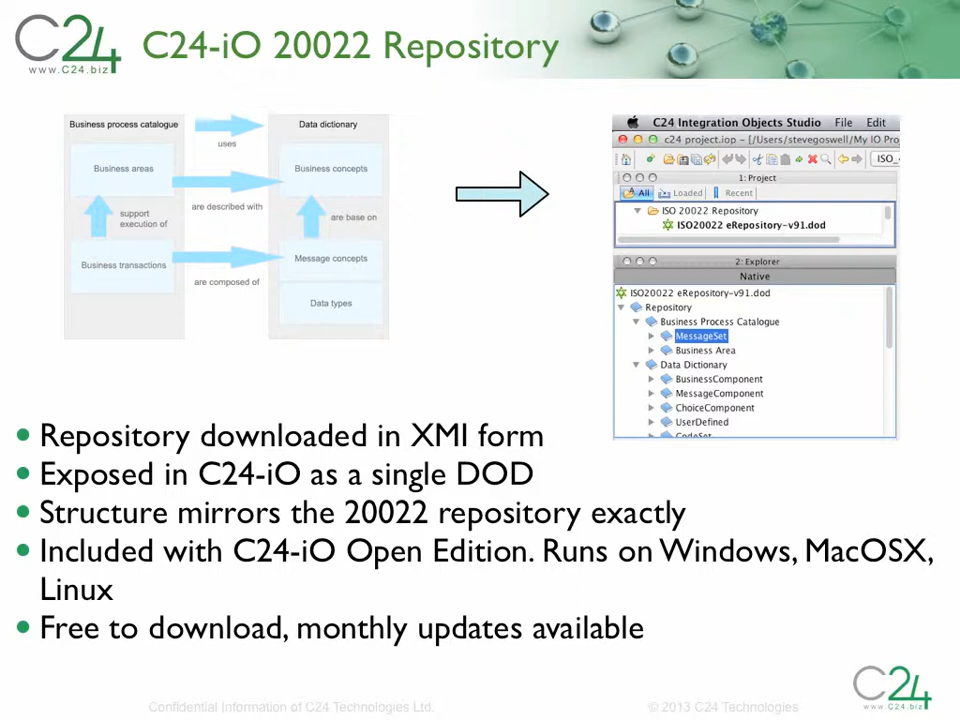 C24
www.C24.biz
C24-iO 20022 Repository
Business process catalogue
uses
Data dictionary
Business areas
are described with
Business concepts
support
execution of
are base on
Business transactions
are composed of
Message concepts
Data types
C24 Integration Objects Studio File Edit
c24 project.iop – [/Users/stevegoswell/My IO Pro
ISO_
1: Project
All Loaded Recent
ISO 20022 Repository
ISO20022 eRepository-v91.dod
2: Explorer
Native
ISO20022 eRepository-v91.dod
Repository
Business Process Catalogue
MessageSet
Business Area
Data Dictionary
BusinessComponent
MessageComponent
ChoiceComponent
UserDefined
CodeSet
• Repository downloaded in XMI form
• Exposed in C24-iO as a single DOD
• Structure mirrors the 20022 repository exactly
• Included with C24-iO Open Edition. Runs on Windows, MacOSX,
Linux
• Free to download, monthly updates available
Confidential Information of C24 Technologies Ltd.
© 2013 C24 Technologies
C24
www.C24.biz